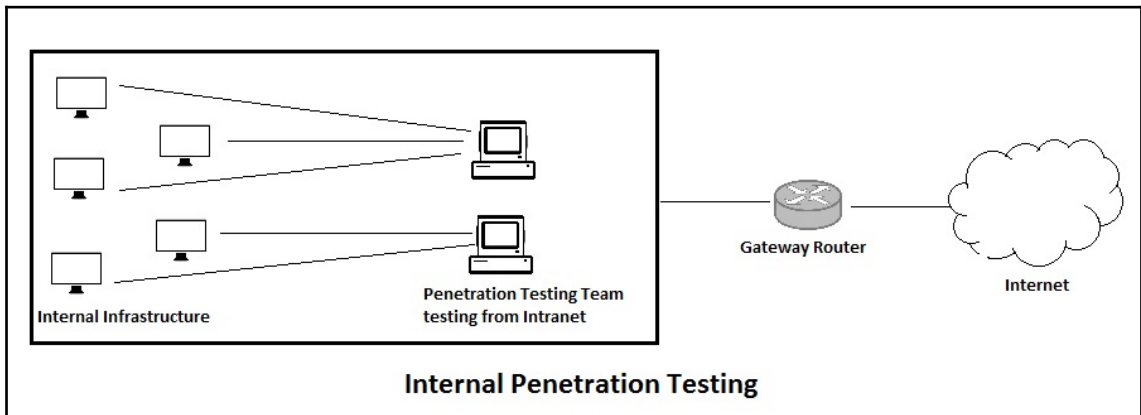 Internal Infrastructure
Penetration Testing Team
testing from Intranet
Gateway Router
Internet
Internal Penetration Testing